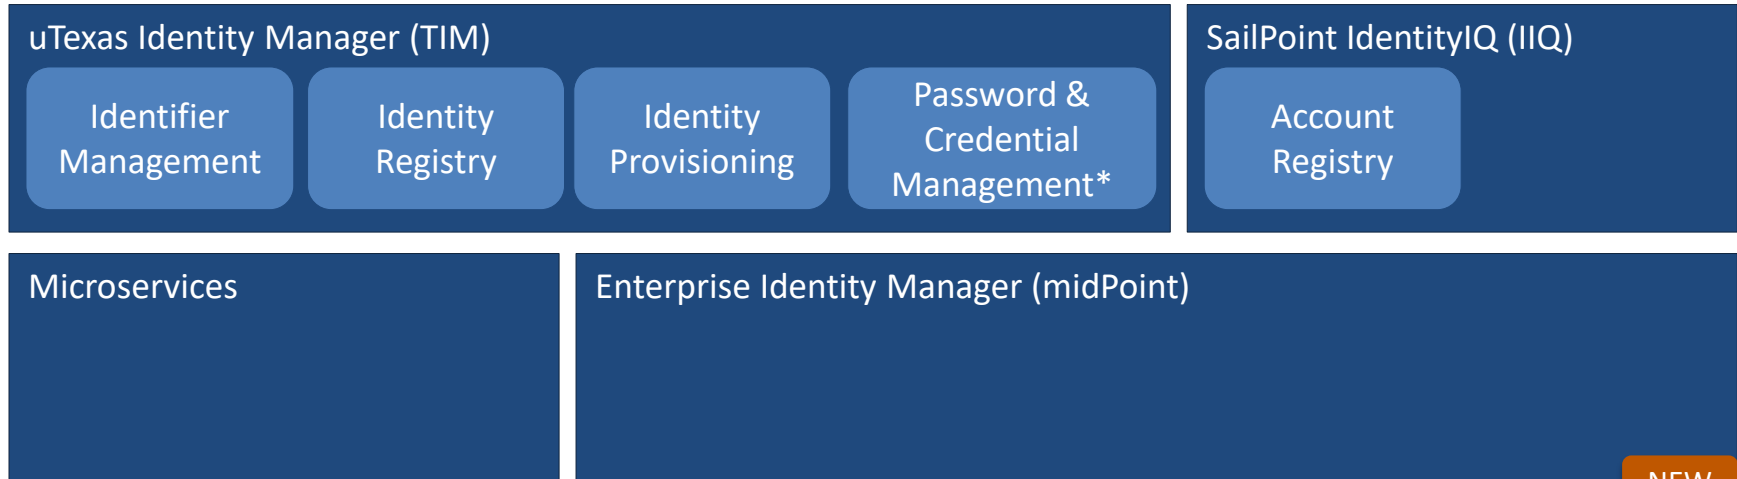 uTexas Identity Manager (TIM)
Identifier
Management
Identity
Registry
Identity
Provisioning
Password &
Credential
Management*
SailPoint IdentityIQ (IIQ)
Account
Registry
Microservices
Enterprise Identity Manager (midPoint)
NEW